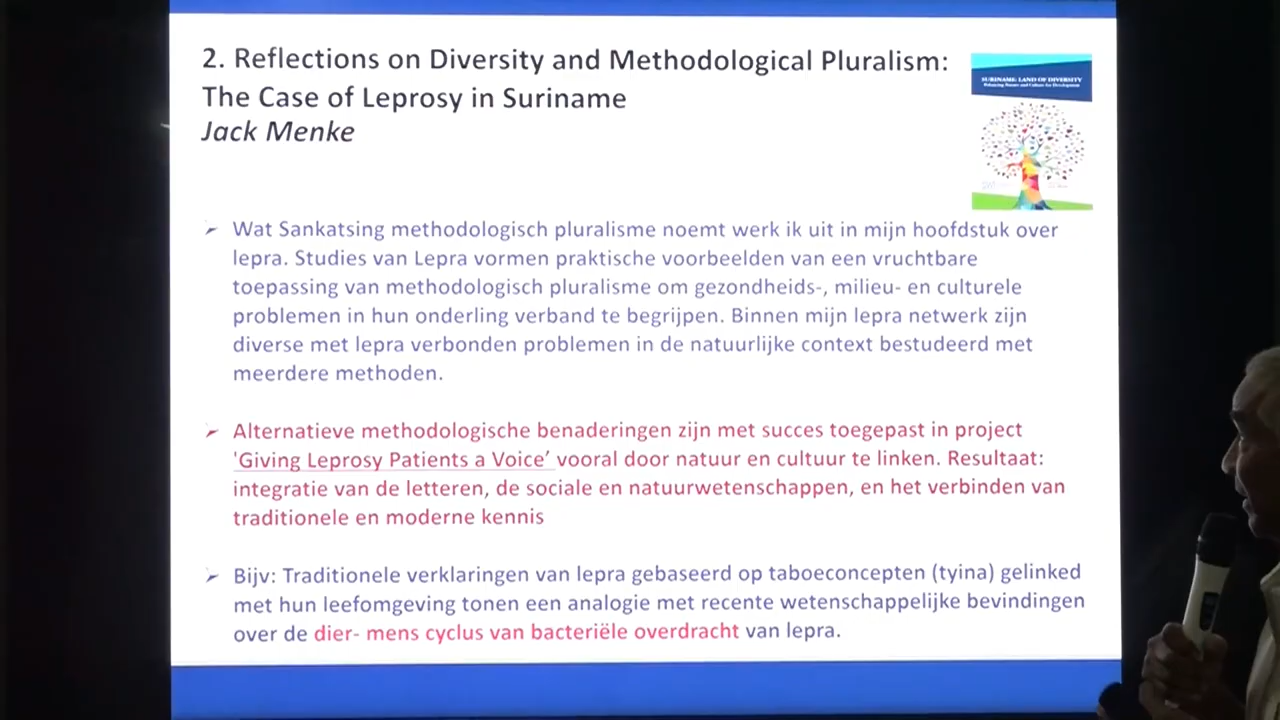 2. Reflections on Diversity and Methodological Pluralism:
The Case of Leprosy in Suriname
Jack Menke
SURINAME: LAND OF DIVERSITY
Balancing Nature and Culture for Development
Wat Sankatsing methodologisch pluralisme noemt werk ik uit in mijn hoofdstuk over
lepra. Studies van Lepra vormen praktische voorbeelden van een vruchtbare
toepassing van methodologisch pluralisme om gezondheids-, milieu- en culturele
problemen in hun onderling verband te begrijpen. Binnen mijn lepra netwerk zijn
diverse met lepra verbonden problemen in de natuurlijke context bestudeerd met
meerdere methoden.
Alternatieve methodologische benaderingen zijn met succes toegepast in project
'Giving Leprosy Patients a Voice’ vooral door natuur en cultuur te linken. Resultaat:
integratie van de letteren, de sociale en natuurwetenschappen, en het verbinden van
traditionele en moderne kennis
Bijv: Traditionele verklaringen van lepra gebaseerd op taboeconcepten (tyina) gelinked
met hun leefomgeving tonen een analogie met recente wetenschappelijke bevindingen
over de dier- mens cyclus van bacteriële overdracht van lepra.